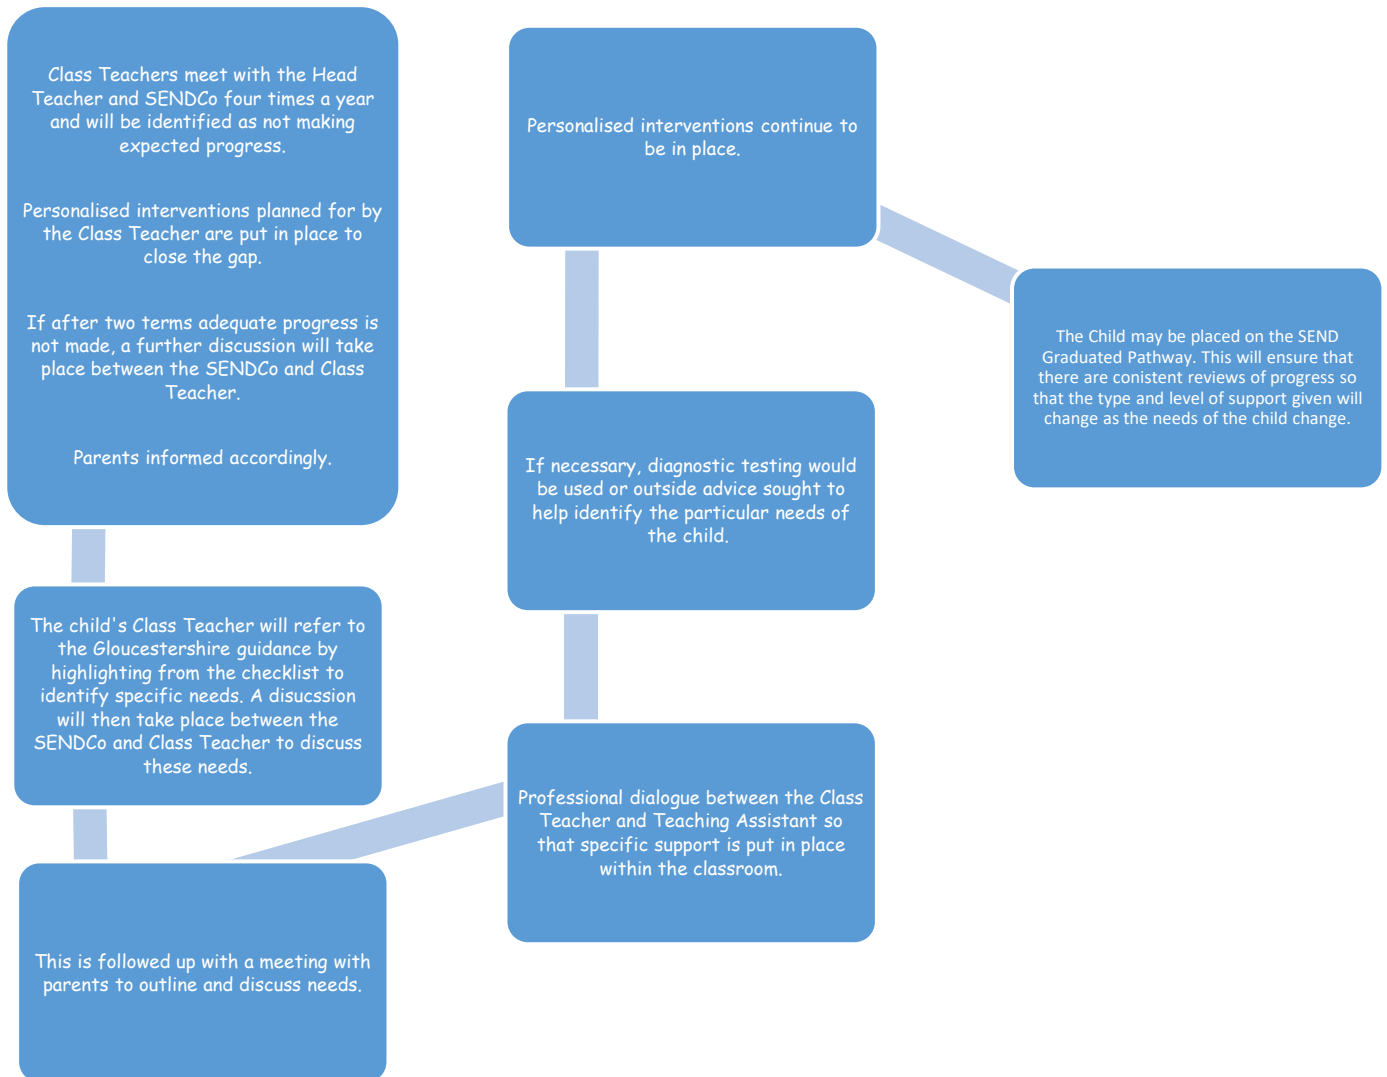 Class Teachers meet with the Head
Teacher and SENDCo four times a year
and will be identified as not making
expected progress.
Personalised interventions planned for by
the Class Teacher are put in place to
close the gap.
If after two terms adequate progress is
not made, a further discussion will take
place between the SENDCo and Class
Teacher.
Parents informed accordingly.
The child's Class Teacher will refer to
the Gloucestershire guidance by
highlighting from the checklist to
identify specific needs. A disucssion
will then take place between the
SENDCo and Class Teacher to discuss
these needs.
This is followed up with a meeting with
parents to outline and discuss needs.
Professional dialogue between the Class
Teacher and Teaching Assistant so
that specific support is put in place
within the classroom.
If necessary, diagnostic testing would
be used or outside advice sought to
help identify the particular needs of
the child.
Personalised interventions continue to
be in place.
The Child may be placed on the SEND
Graduated Pathway. This will ensure that
there are conistent reviews of progress so
that the type and level of support given will
change as the needs of the child change.